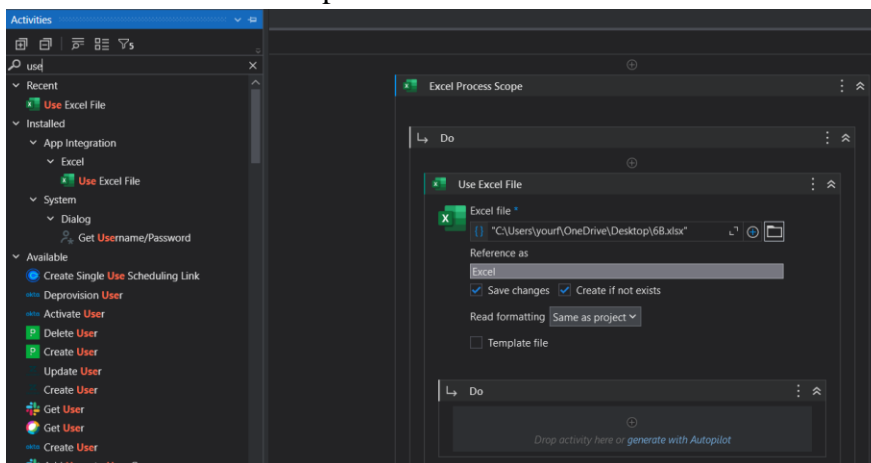 Activities
use
Recent
Use Excel File
Installed
App Integration
Excel
Use Excel File
System
Dialog
Get Username/Password
Available
Create Single Use Scheduling Link
okta Deprovision User
okta Activate User
P Delete User
P Create User
Update User
Create User
Get User
Get User
okta Create User
Excel Process Scope
Do
Use Excel File
Excel file *
"C:\Users\yourf\OneDrive\Desktop\6B.xlsx"
Reference as
Excel
Save changes Create if not exists
Read formatting Same as project
Template file
Do
Drop activity here or generate with Autopilot